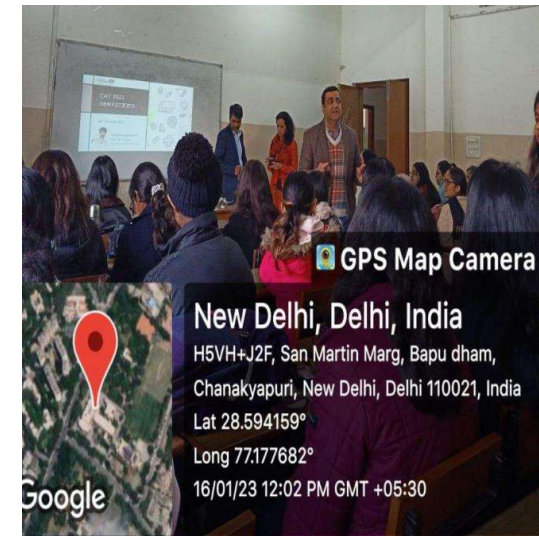 CAT-2022
DEMYSTIFIED
GPS Map Camera
New Delhi, Delhi, India
H5VH+J2F, San Martin Marg, Bapu dham,
Chanakyapuri, New Delhi, Delhi 110021, India
Lat 28.594159°
Long 77.177682°
16/01/23 12:02 PM GMT +05:30
Google